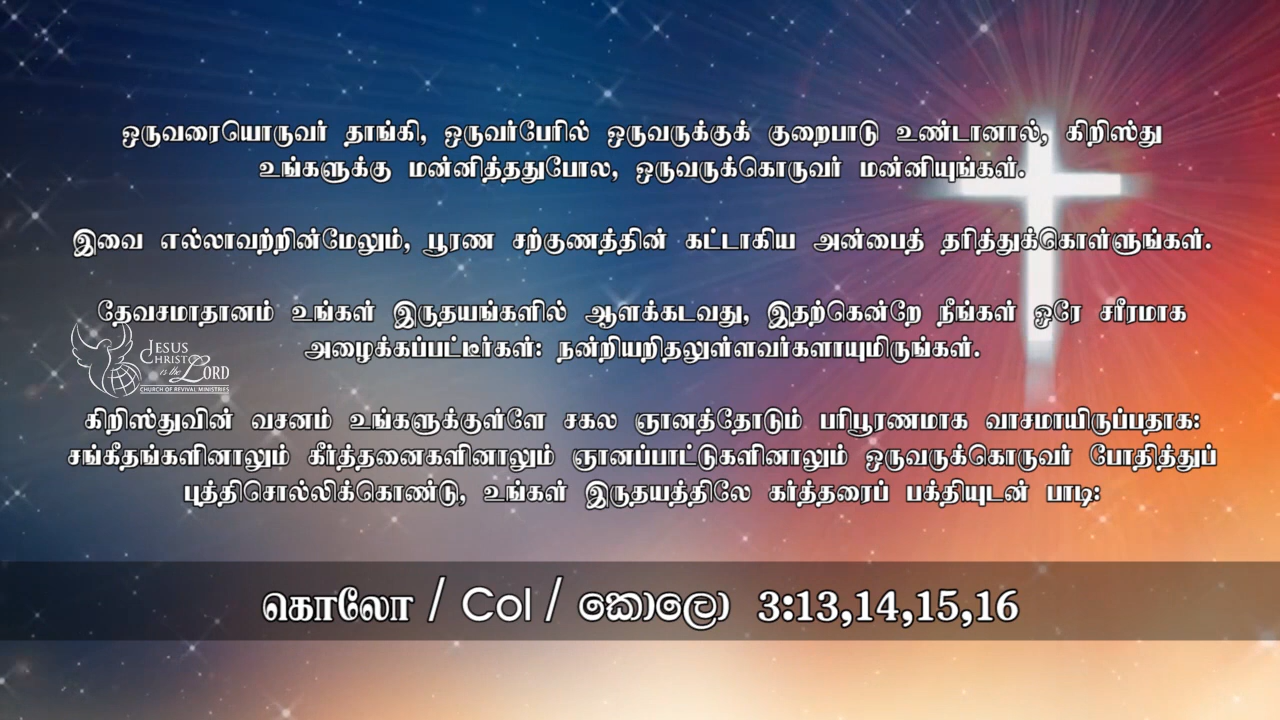 ஒருவரையொருவர் தாங்கி, ஒருவர்பேரில் ஒருவருக்குக் குறைபாடு உண்டானால், கிறிஸ்து
உங்களுக்கு மன்னித்ததுபோல, ஒருவருக்கொருவர் மன்னியுங்கள்.
இவை எல்லாவற்றின்மேலும், பூரண சற்குணத்தின் கட்டாகிய அன்பைத் தரித்துக்கொள்ளுங்கள்.
தேவசமாதானம் உங்கள் இருதயங்களில் ஆளக்கடவது, இதற்கென்றே நீங்கள் ஒரே சரீரமாக
அழைக்கப்பட்டீர்கள்: நன்றியறிதலுள்ளவர்களாயுமிருங்கள்.
JESUS
CHRIST
is the LORD
CHURCH OF REVIVAL MINISTRIES
கிறிஸ்துவின் வசனம் உங்களுக்குள்ளே சகல ஞானத்தோடும் பரிபூரணமாக வாசமாயிருப்பதாக:
சங்கீதங்களினாலும் கீர்த்தனைகளினாலும் ஞானப்பாட்டுகளினாலும் ஒருவருக்கொருவர் போதித்துப்
புத்திசொல்லிக்கொண்டு, உங்கள் இருதயத்திலே கர்த்தரைப் பக்தியுடன் பாடி:
கொலோ / Col / කොලො 3:13,14,15,16